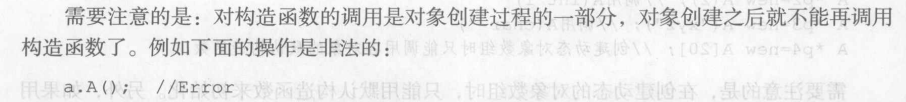 需要注意的是：对构造函数的调用是对象创建过程的一部分，对象创建之后就不能再调用
构造函数了。例如下面的操作是非法的：
a.A();  //Error